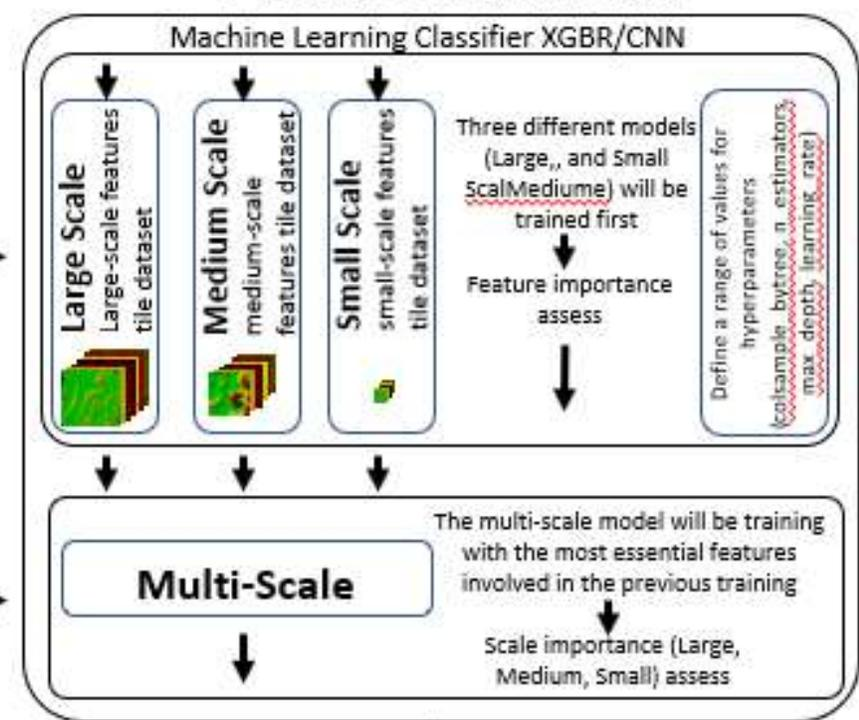 Machine Learning Classifier XGBR/CNN
Large Scale
Large-scale features
tile dataset
Medium Scale
medium-scale
features tile dataset
Small Scale
small-scale features
tile dataset
Three different models
(Large,, and Small
ScalMediume) will be
trained first
Feature importance
assess
Define a range of values for
hyperparameters
(colsample_bytree, n_estimators,
max_depth, learning_rate)
Multi-Scale
The multi-scale model will be training
with the most essential features
involved in the previous training
Scale importance (Large,
Medium, Small) assess